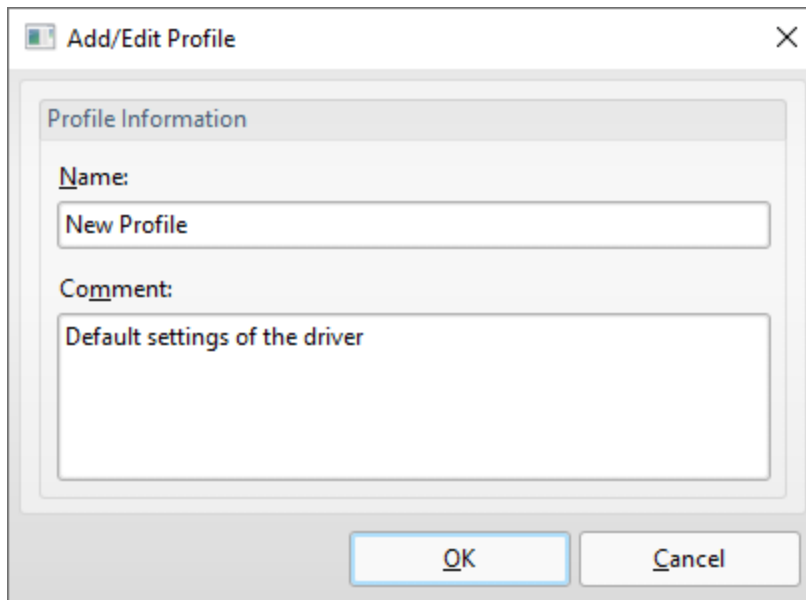 Add/Edit Profile
Profile Information
Name:
New Profile
Comment:
Default settings of the driver
OK
Cancel